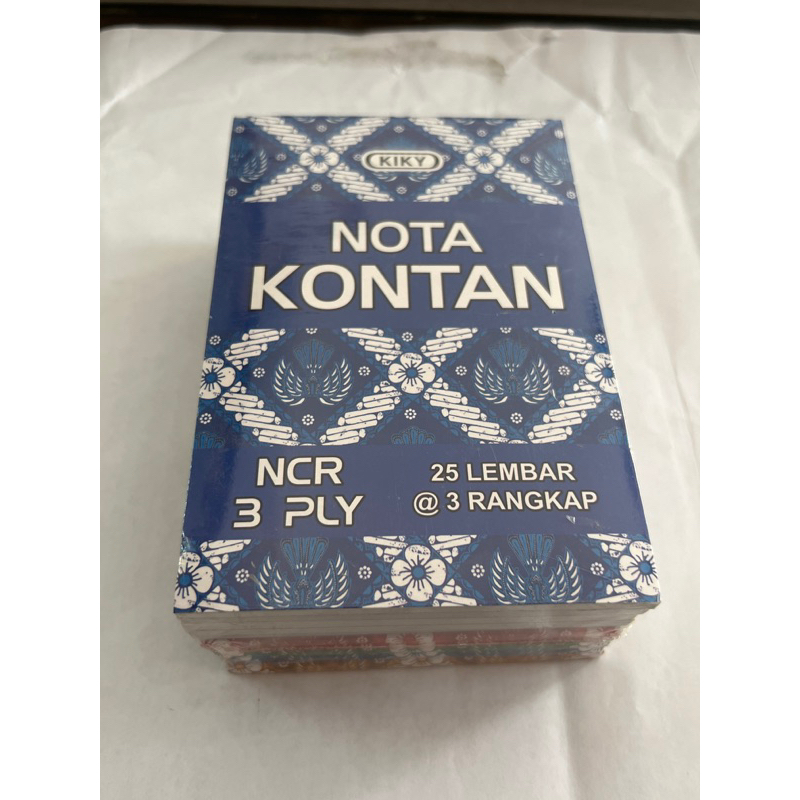 KIKY
NOTA
KONTAN
NCR
3 PLY
25 LEMBAR
@ 3 RANGKAP